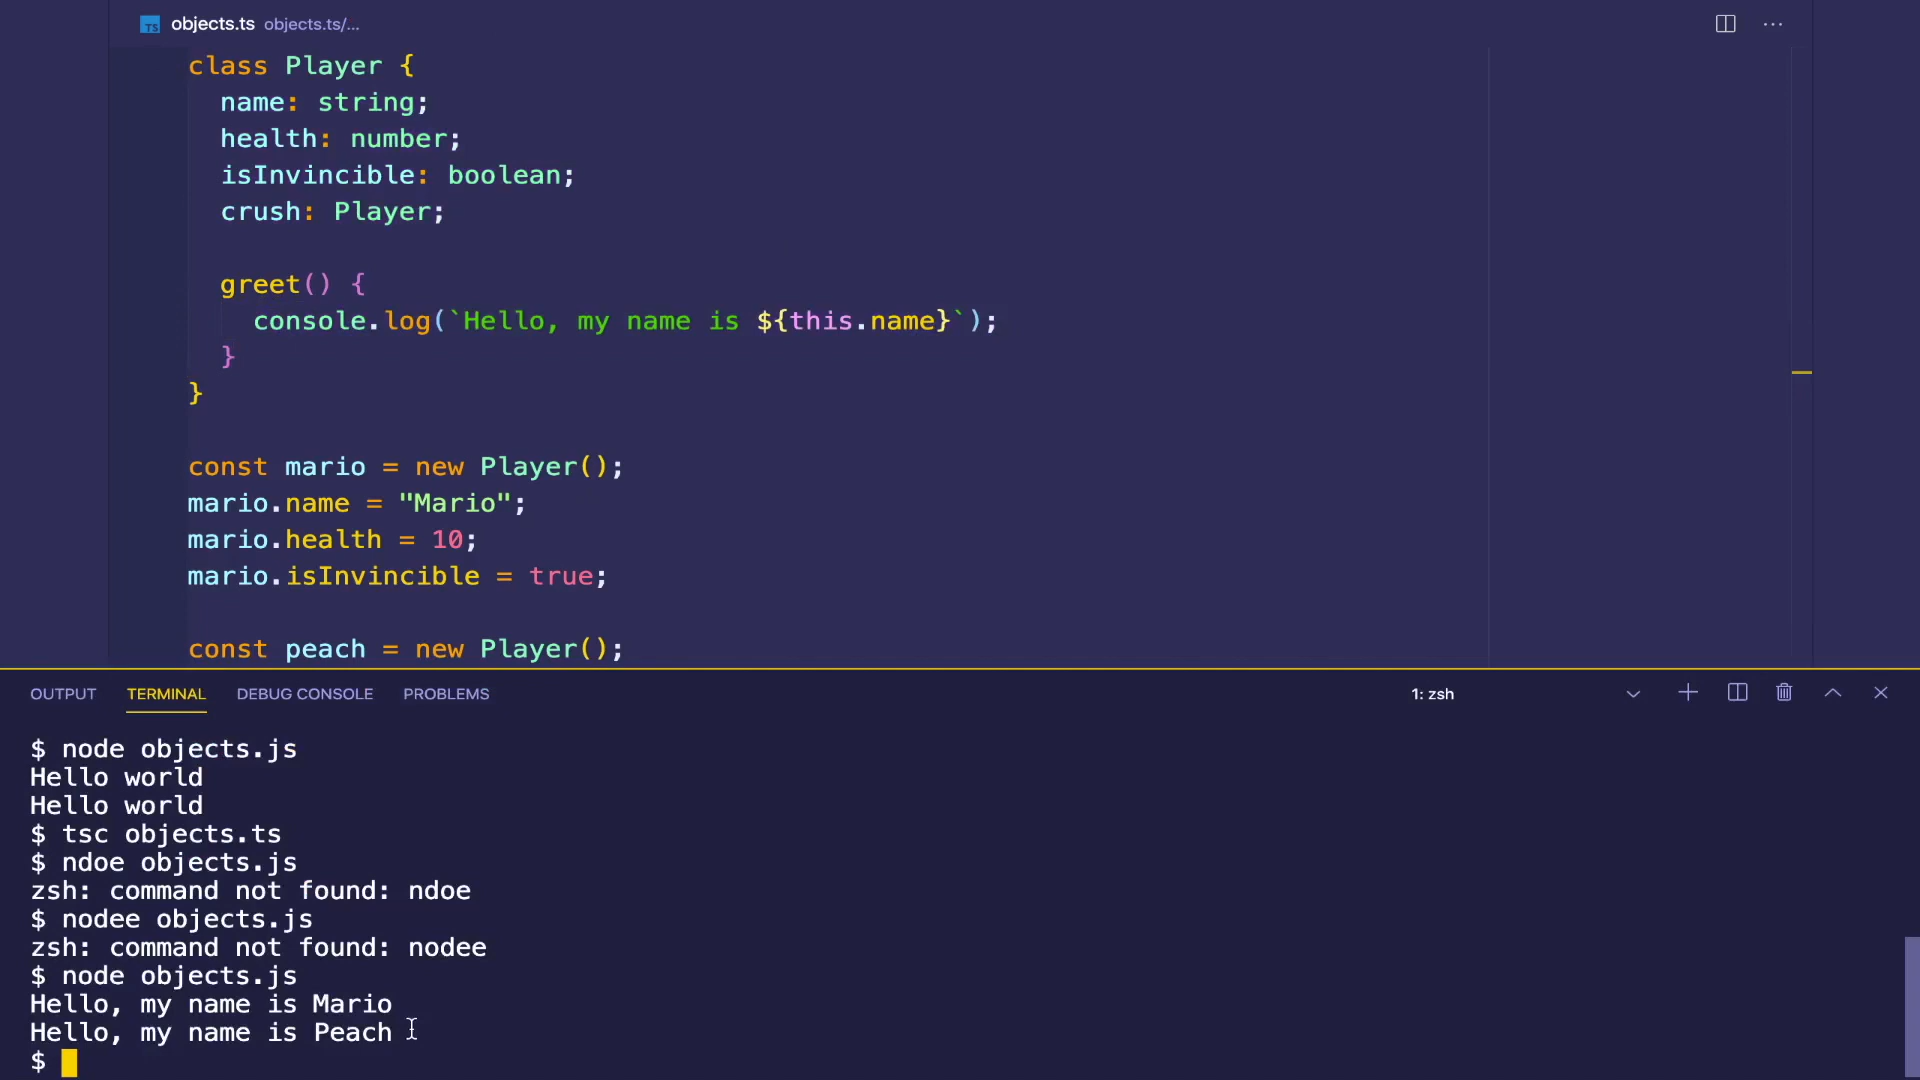 TS objects.ts objects.ts/...
class Player {
name: string;
health: number;
isInvincible: boolean;
crush: Player;
greet() {
console.log(`Hello, my name is ${this.name}`);
}
}
const mario = new Player();
mario.name = "Mario";
mario.health = 10;
mario.isInvincible = true;
const peach = new Player();
OUTPUT TERMINAL DEBUG CONSOLE PROBLEMS 1: zsh
$ node objects.js
Hello world
Hello world
$ tsc objects.ts
$ ndoe objects.js
zsh: command not found: ndoe
$ nodee objects.js
zsh: command not found: nodee
$ node objects.js
Hello, my name is Mario
Hello, my name is Peach
$